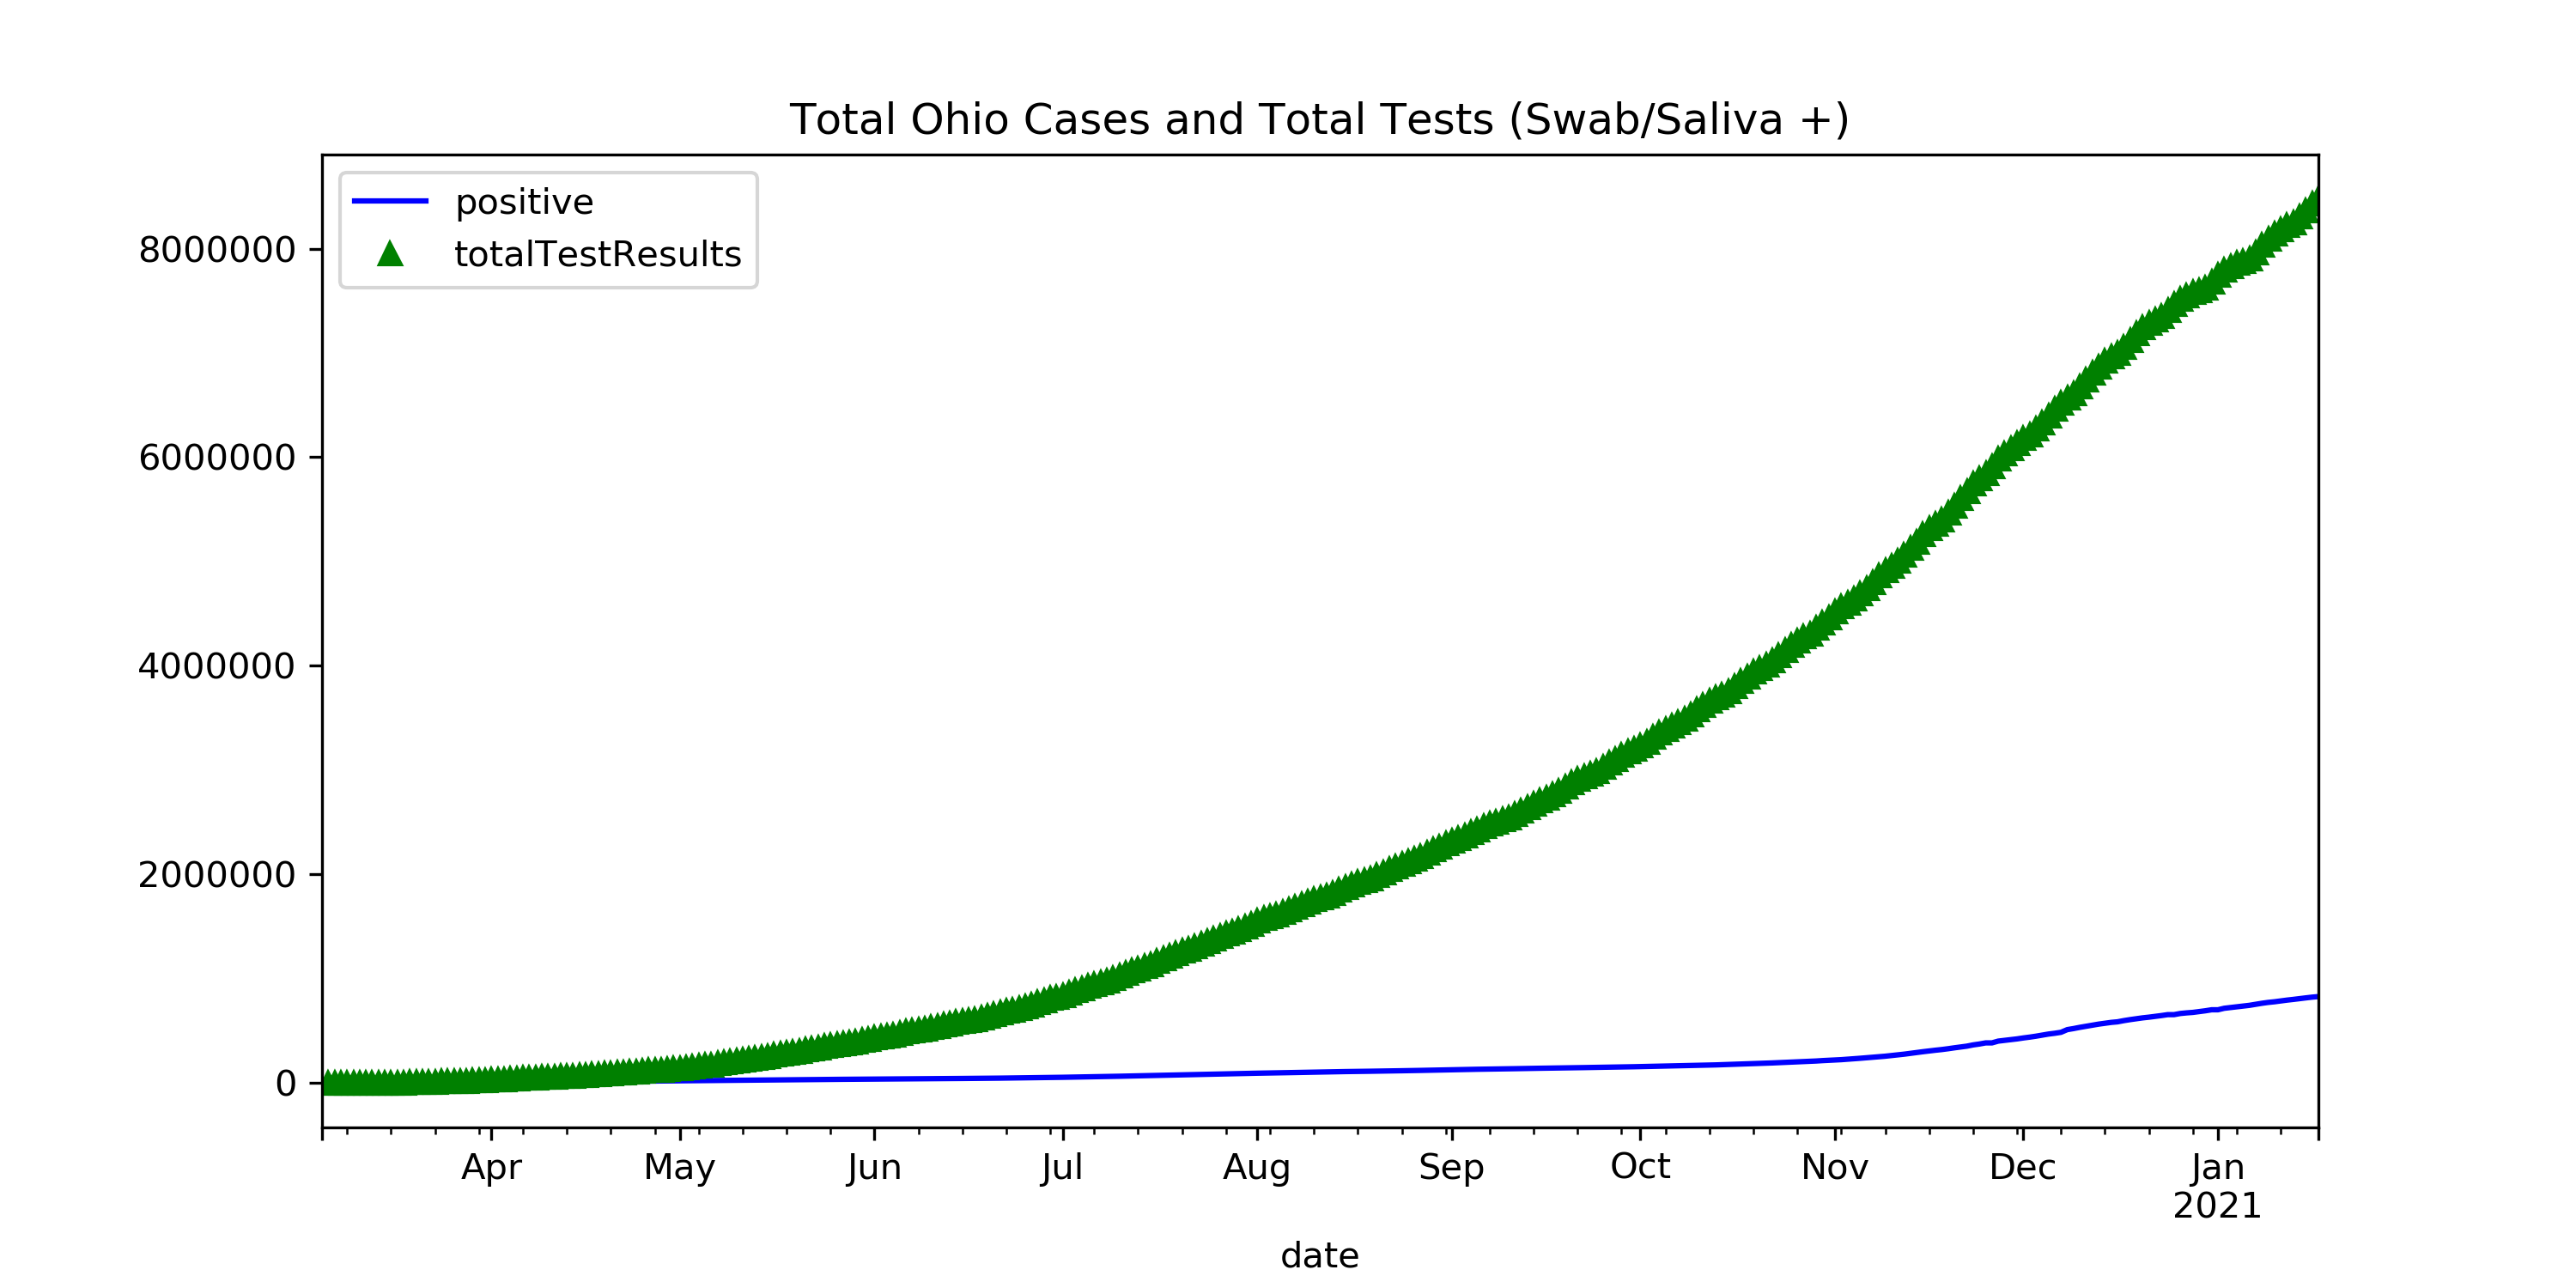 Total Ohio Cases and Total Tests (Swab/Saliva +)
positive
totalTestResults
8000000
6000000
4000000
2000000
0
Apr May Jun Jul Aug Sep Oct Nov Dec Jan
2021
date